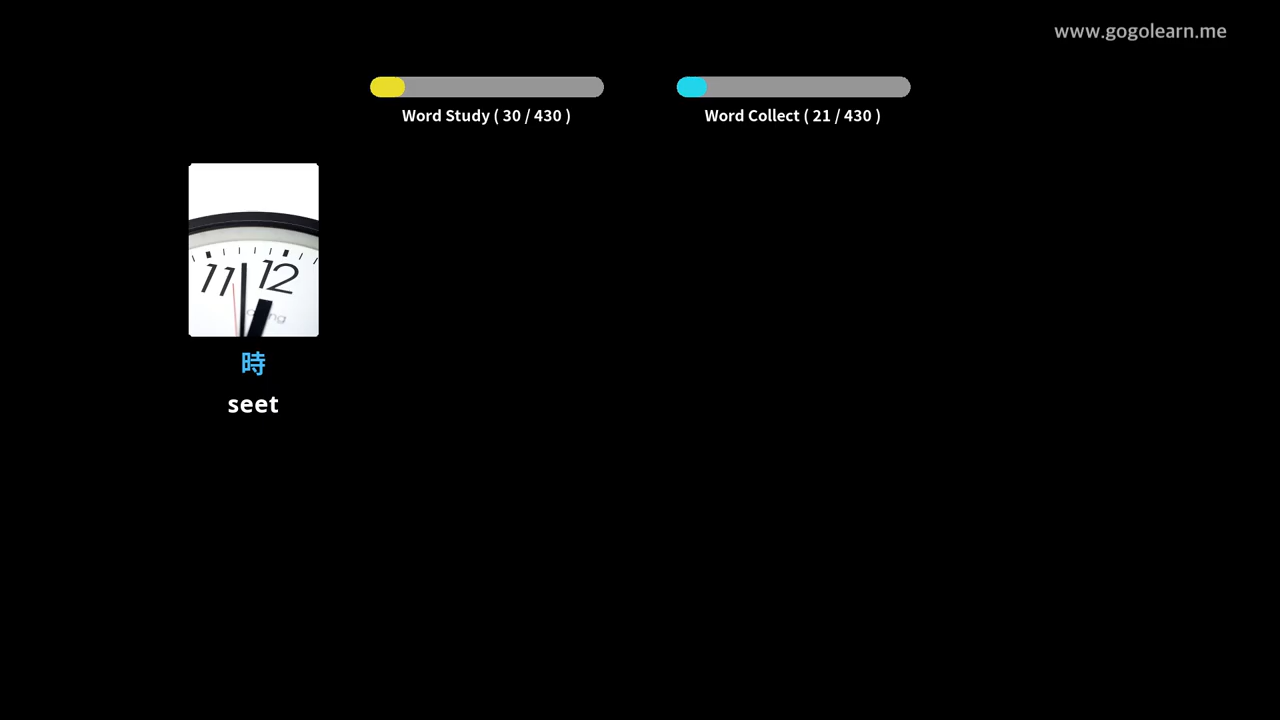 www.gogolearn.me
Word Study ( 30 / 430 )
Word Collect ( 21 / 430 )
11 12
時
seet